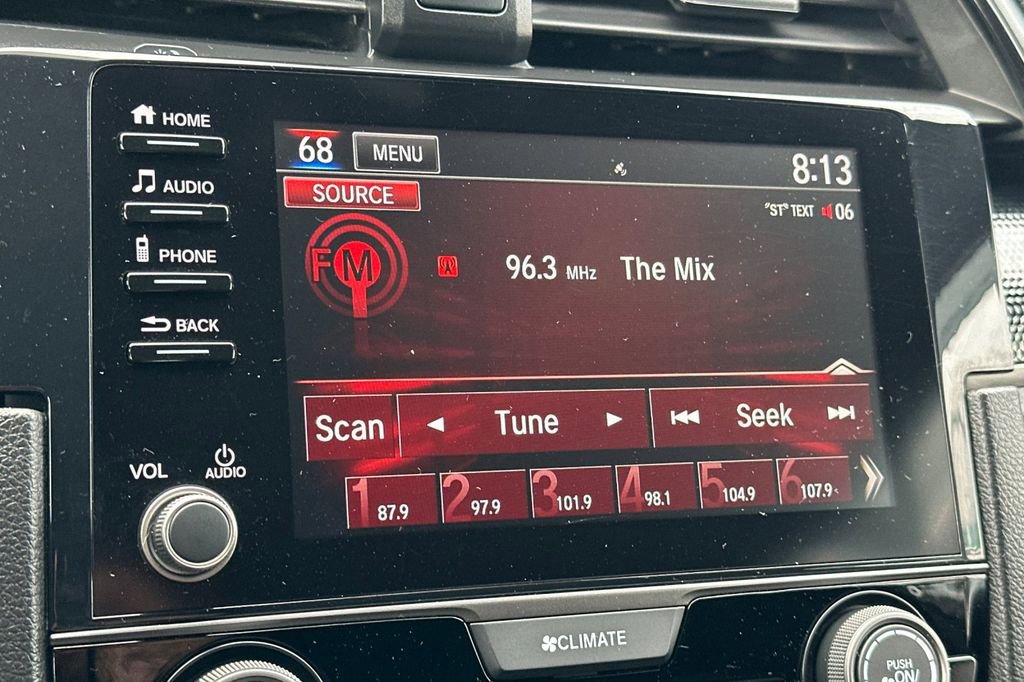 HOME
AUDIO
PHONE
BACK
VOL
AUDIO
68 MENU 8:13
SOURCE
"ST" TEXT 06
FM 96.3 MHz The Mix
Scan Tune Seek
1 87.9 2 97.9 3 101.9 4 98.1 5 104.9 6 107.9
CLIMATE
PUSH
ON/